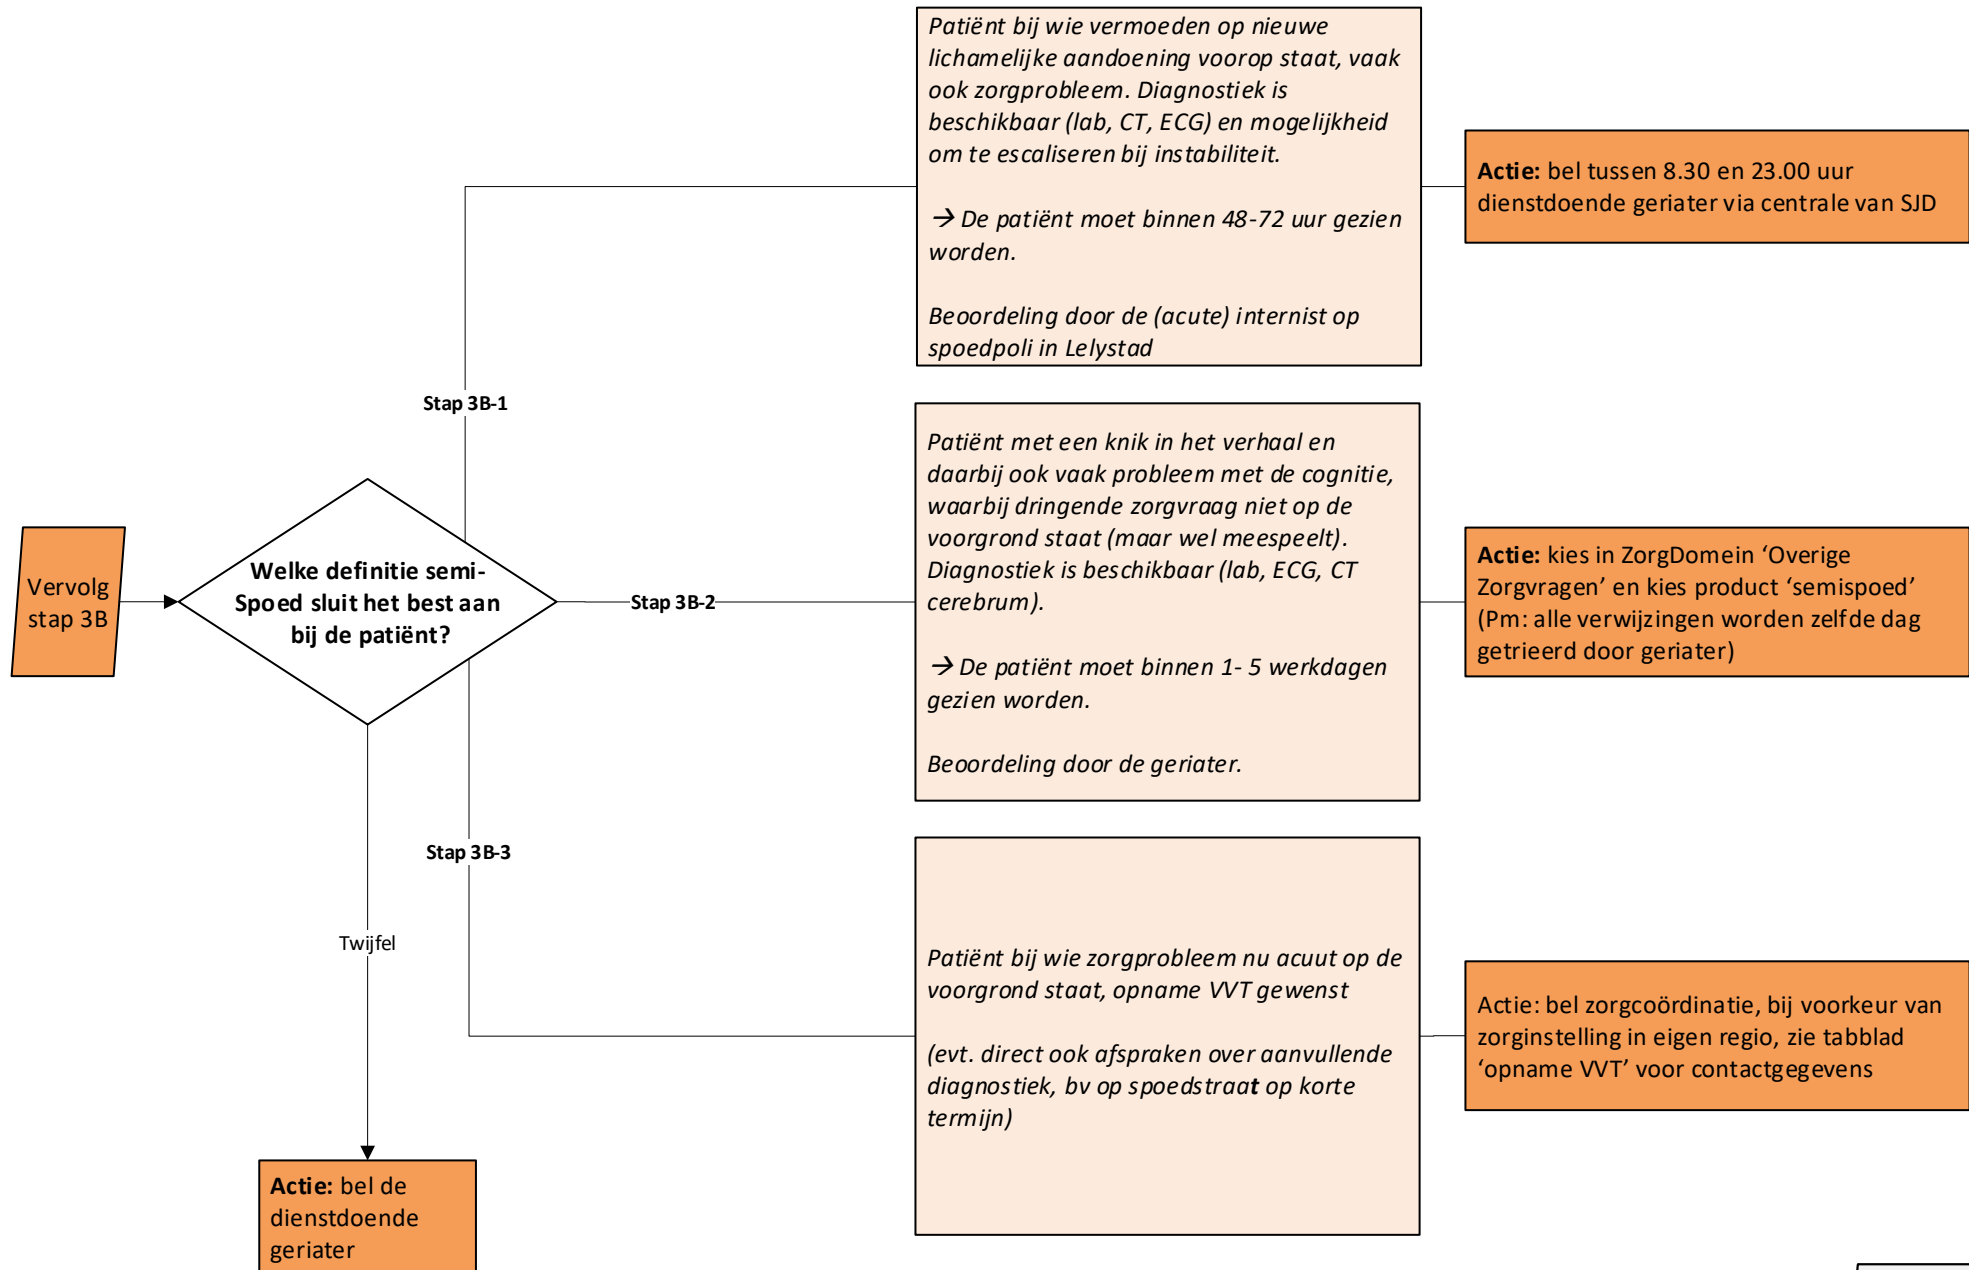 Patiënt bij wie vermoeden op nieuwe
lichamelijke aandoening voorop staat, vaak
ook zorgprobleem. Diagnostiek is
beschikbaar (lab, CT, ECG) en mogelijkheid
om te escaliseren bij instabiliteit.
→ De patiënt moet binnen 48-72 uur gezien
worden.
Beoordeling door de (acute) internist op
spoedpoli in Lelystad
Actie: bel tussen 8.30 en 23.00 uur
dienstdoende geriater via centrale van SJD
Stap 3B-1
Vervolg
stap 3B
Welke definitie semi-
Spoed sluit het best aan
bij de patiënt?
Stap 3B-2
Patiënt met een knik in het verhaal en
daarbij ook vaak probleem met de cognitie,
waarbij dringende zorgvraag niet op de
voorgrond staat (maar wel meespeelt).
Diagnostiek is beschikbaar (lab, ECG, CT
cerebrum).
→ De patiënt moet binnen 1- 5 werkdagen
gezien worden.
Beoordeling door de geriater.
Actie: kies in ZorgDomein ‘Overige
Zorgvragen’ en kies product ‘semispoed’
(Pm: alle verwijzingen worden zelfde dag
getrieerd door geriater)
Stap 3B-3
Patiënt bij wie zorgprobleem nu acuut op de
voorgrond staat, opname VVT gewenst
(evt. direct ook afspraken over aanvullende
diagnostiek, bv op spoedstraat op korte
termijn)
Actie: bel zorgcoördinatie, bij voorkeur van
zorginstelling in eigen regio, zie tabblad
‘opname VVT’ voor contactgegevens
Twijfel
Actie: bel de
dienstdoende
geriater